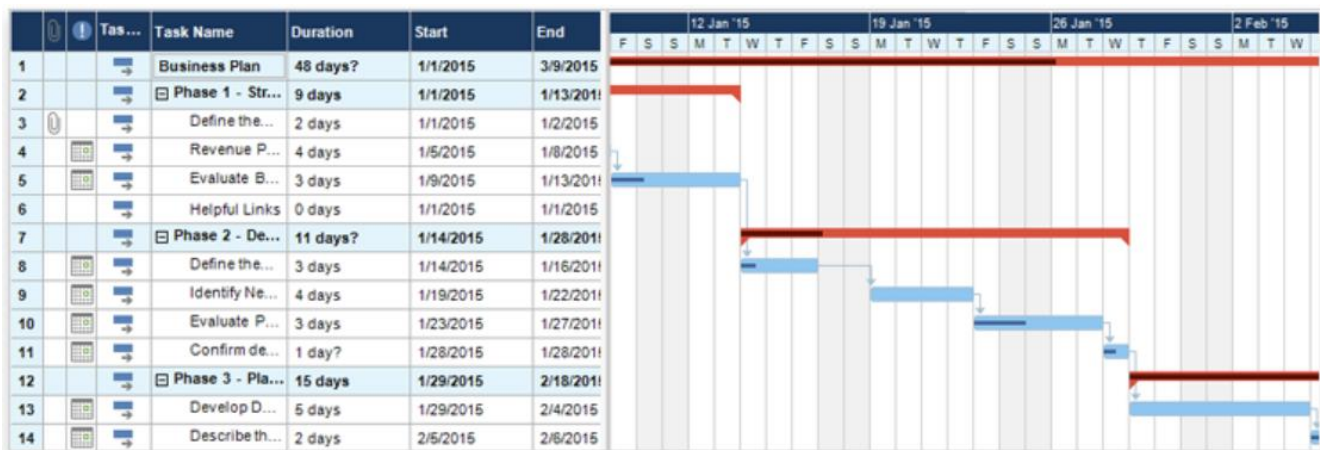 12 Jan '15 19 Jan '15 26 Jan '15 2 Feb '15
Tas... Task Name Duration Start End
F S S M T W T F S S M T W T F S S M T W T F S S M T W
1 Business Plan 48 days? 1/1/2015 3/9/2015
2 Phase 1 - Str... 9 days 1/1/2015 1/13/201
3 Define the... 2 days 1/1/2015 1/2/2015
4 Revenue P... 4 days 1/5/2015 1/8/2015
5 Evaluate B... 3 days 1/9/2015 1/13/201
6 Helpful Links 0 days 1/1/2015 1/1/2015
7 Phase 2 - De... 11 days? 1/14/2015 1/28/201
8 Define the... 3 days 1/14/2015 1/16/201
9 Identify Ne... 4 days 1/19/2015 1/22/201
10 Evaluate P... 3 days 1/23/2015 1/27/201
11 Confirm de... 1 day? 1/28/2015 1/28/201
12 Phase 3 - Pla... 15 days 1/29/2015 2/18/201
13 Develop D... 5 days 1/29/2015 2/4/2015
14 Describe th... 2 days 2/5/2015 2/6/2015